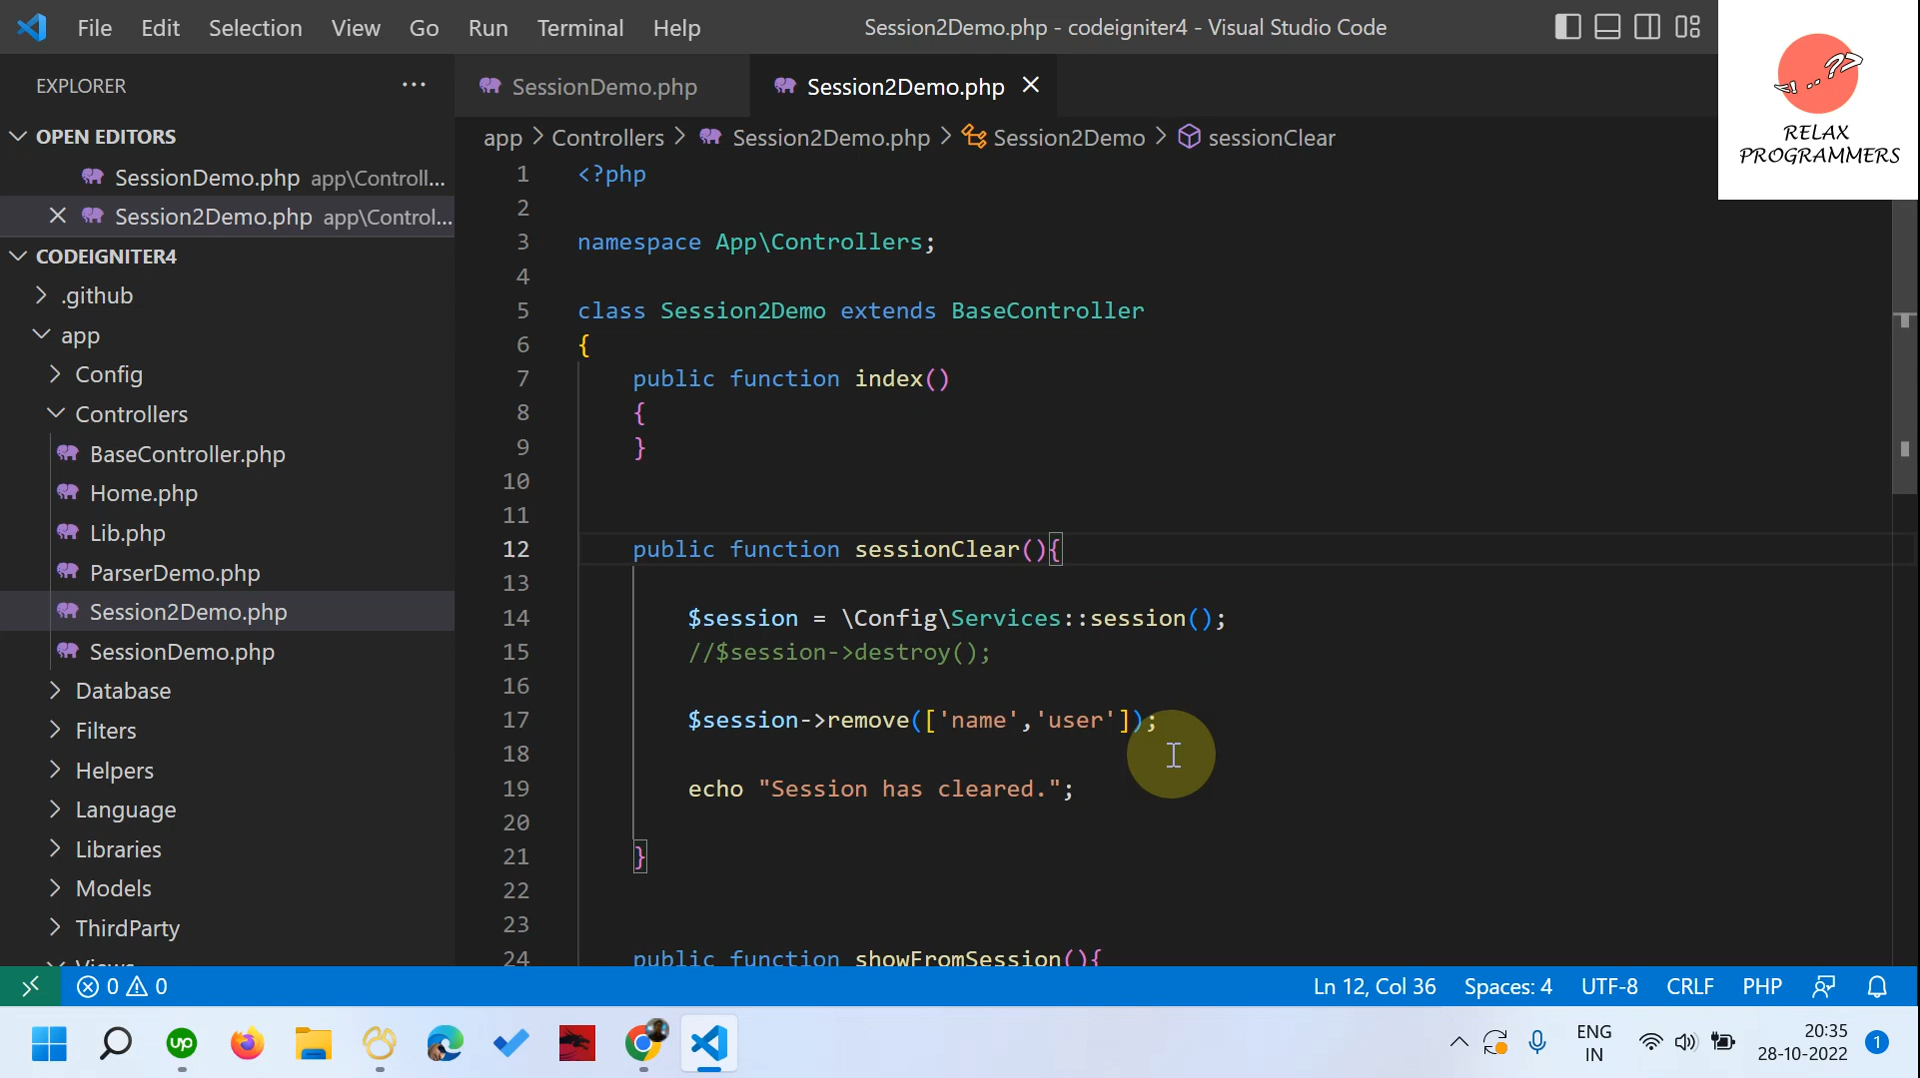 File Edit Selection View Go Run Terminal Help Session2Demo.php - codeigniter4 - Visual Studio Code
<!..??>
RELAX
PROGRAMMERS
EXPLORER ...
SessionDemo.php Session2Demo.php
OPEN EDITORS
SessionDemo.php app\Controll...
Session2Demo.php app\Control...
CODEIGNITER4
.github
app
Config
Controllers
BaseController.php
Home.php
Lib.php
ParserDemo.php
Session2Demo.php
SessionDemo.php
Database
Filters
Helpers
Language
Libraries
Models
ThirdParty
Views
app > Controllers > Session2Demo.php > Session2Demo > sessionClear
1 <?php
2
3 namespace App\Controllers;
4
5 class Session2Demo extends BaseController
6 {
7 public function index()
8 {
9 }
10
11
12 public function sessionClear(){
13
14 $session = \Config\Services::session();
15 //$session->destroy();
16
17 $session->remove(['name','user']);
18
19 echo "Session has cleared.";
20
21 }
22
23
24 public function showFromSession(){
0 0 Ln 12, Col 36 Spaces: 4 UTF-8 CRLF PHP
up
ENG
IN
20:35
28-10-2022
1